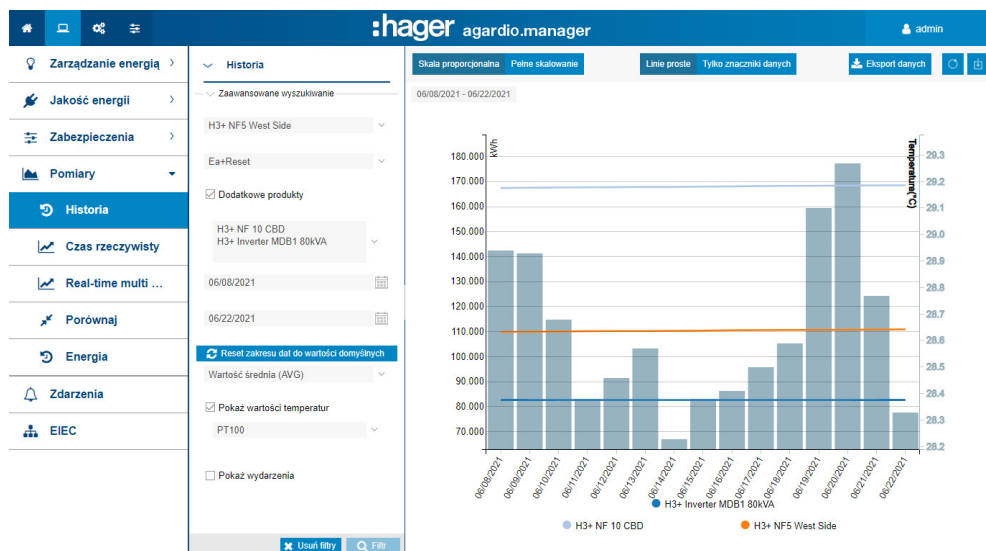 :hager agardio.manager
admin
Zarządzanie energią
Jakość energii
Zabezpieczenia
Pomiary
Historia
Czas rzeczywisty
Real-time multi ...
Porównaj
Energia
Zdarzenia
EIEC
Historia
Zaawansowane wyszukiwanie
H3+ NF5 West Side
Ea+Reset
Dodatkowe produkty
H3+ NF 10 CBD
H3+ Inverter MDB1 80kVA
06/08/2021
06/22/2021
Reset zakresu dat do wartości domyślnych
Wartość średnia (AVG)
Pokaż wartości temperatur
PT100
Pokaż wydarzenia
Usuń filtry Filtr
Skala proporcjonalna Pełne skalowanie Linie proste Tylko znaczniki danych Eksport danych
06/08/2021 - 06/22/2021
kWh
180.000
170.000
160.000
150.000
140.000
130.000
120.000
110.000
100.000
90.000
80.000
70.000
Temperatura(°C)
29.3
29.2
29.1
29.0
28.9
28.8
28.7
28.6
28.5
28.4
28.3
28.2
06/08/2021
06/09/2021
06/10/2021
06/11/2021
06/12/2021
06/13/2021
06/14/2021
06/15/2021
06/16/2021
06/17/2021
06/18/2021
06/19/2021
06/20/2021
06/21/2021
06/22/2021
H3+ Inverter MDB1 80kVA
H3+ NF 10 CBD H3+ NF5 West Side